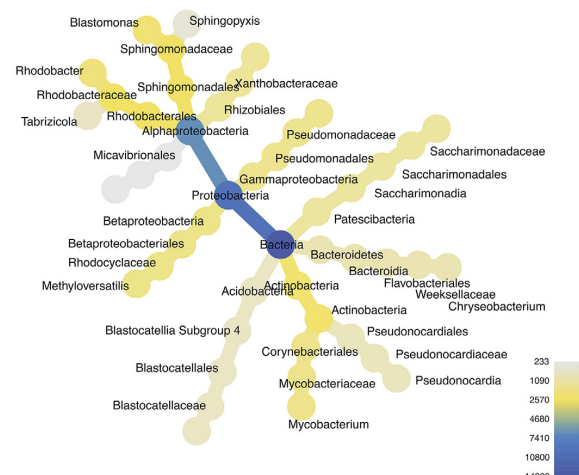 Sphingopyxis
Blastomonas
Sphingomonadaceae
Rhodobacter
Sphingomonadales
Xanthobacteraceae
Rhodobacteraceae
Rhizobiales
Rhodobacterales
Tabrizicola
Alphaproteobacteria
Pseudomonadaceae
Micavibrionales
Pseudomonadales
Saccharimonadaceae
Saccharimonadales
Gammaproteobacteria
Saccharimonadia
Proteobacteria
Betaproteobacteria
Patescibacteria
Betaproteobacteriales
Bacteria
Bacteroidetes
Rhodocyclaceae
Bacteroidia
Methyloversatilis
Actinobacteria
Flavobacteriales
Acidobacteria
Weeksellaceae
Chryseobacterium
Actinobacteria
Blastocatellia Subgroup 4
Pseudonocardiales
Corynebacteriales
Pseudonocardiaceae
Blastocatellales
Mycobacteriaceae
Pseudonocardia
Blastocatellaceae
Mycobacterium
233
1090
2570
4680
7410
10800